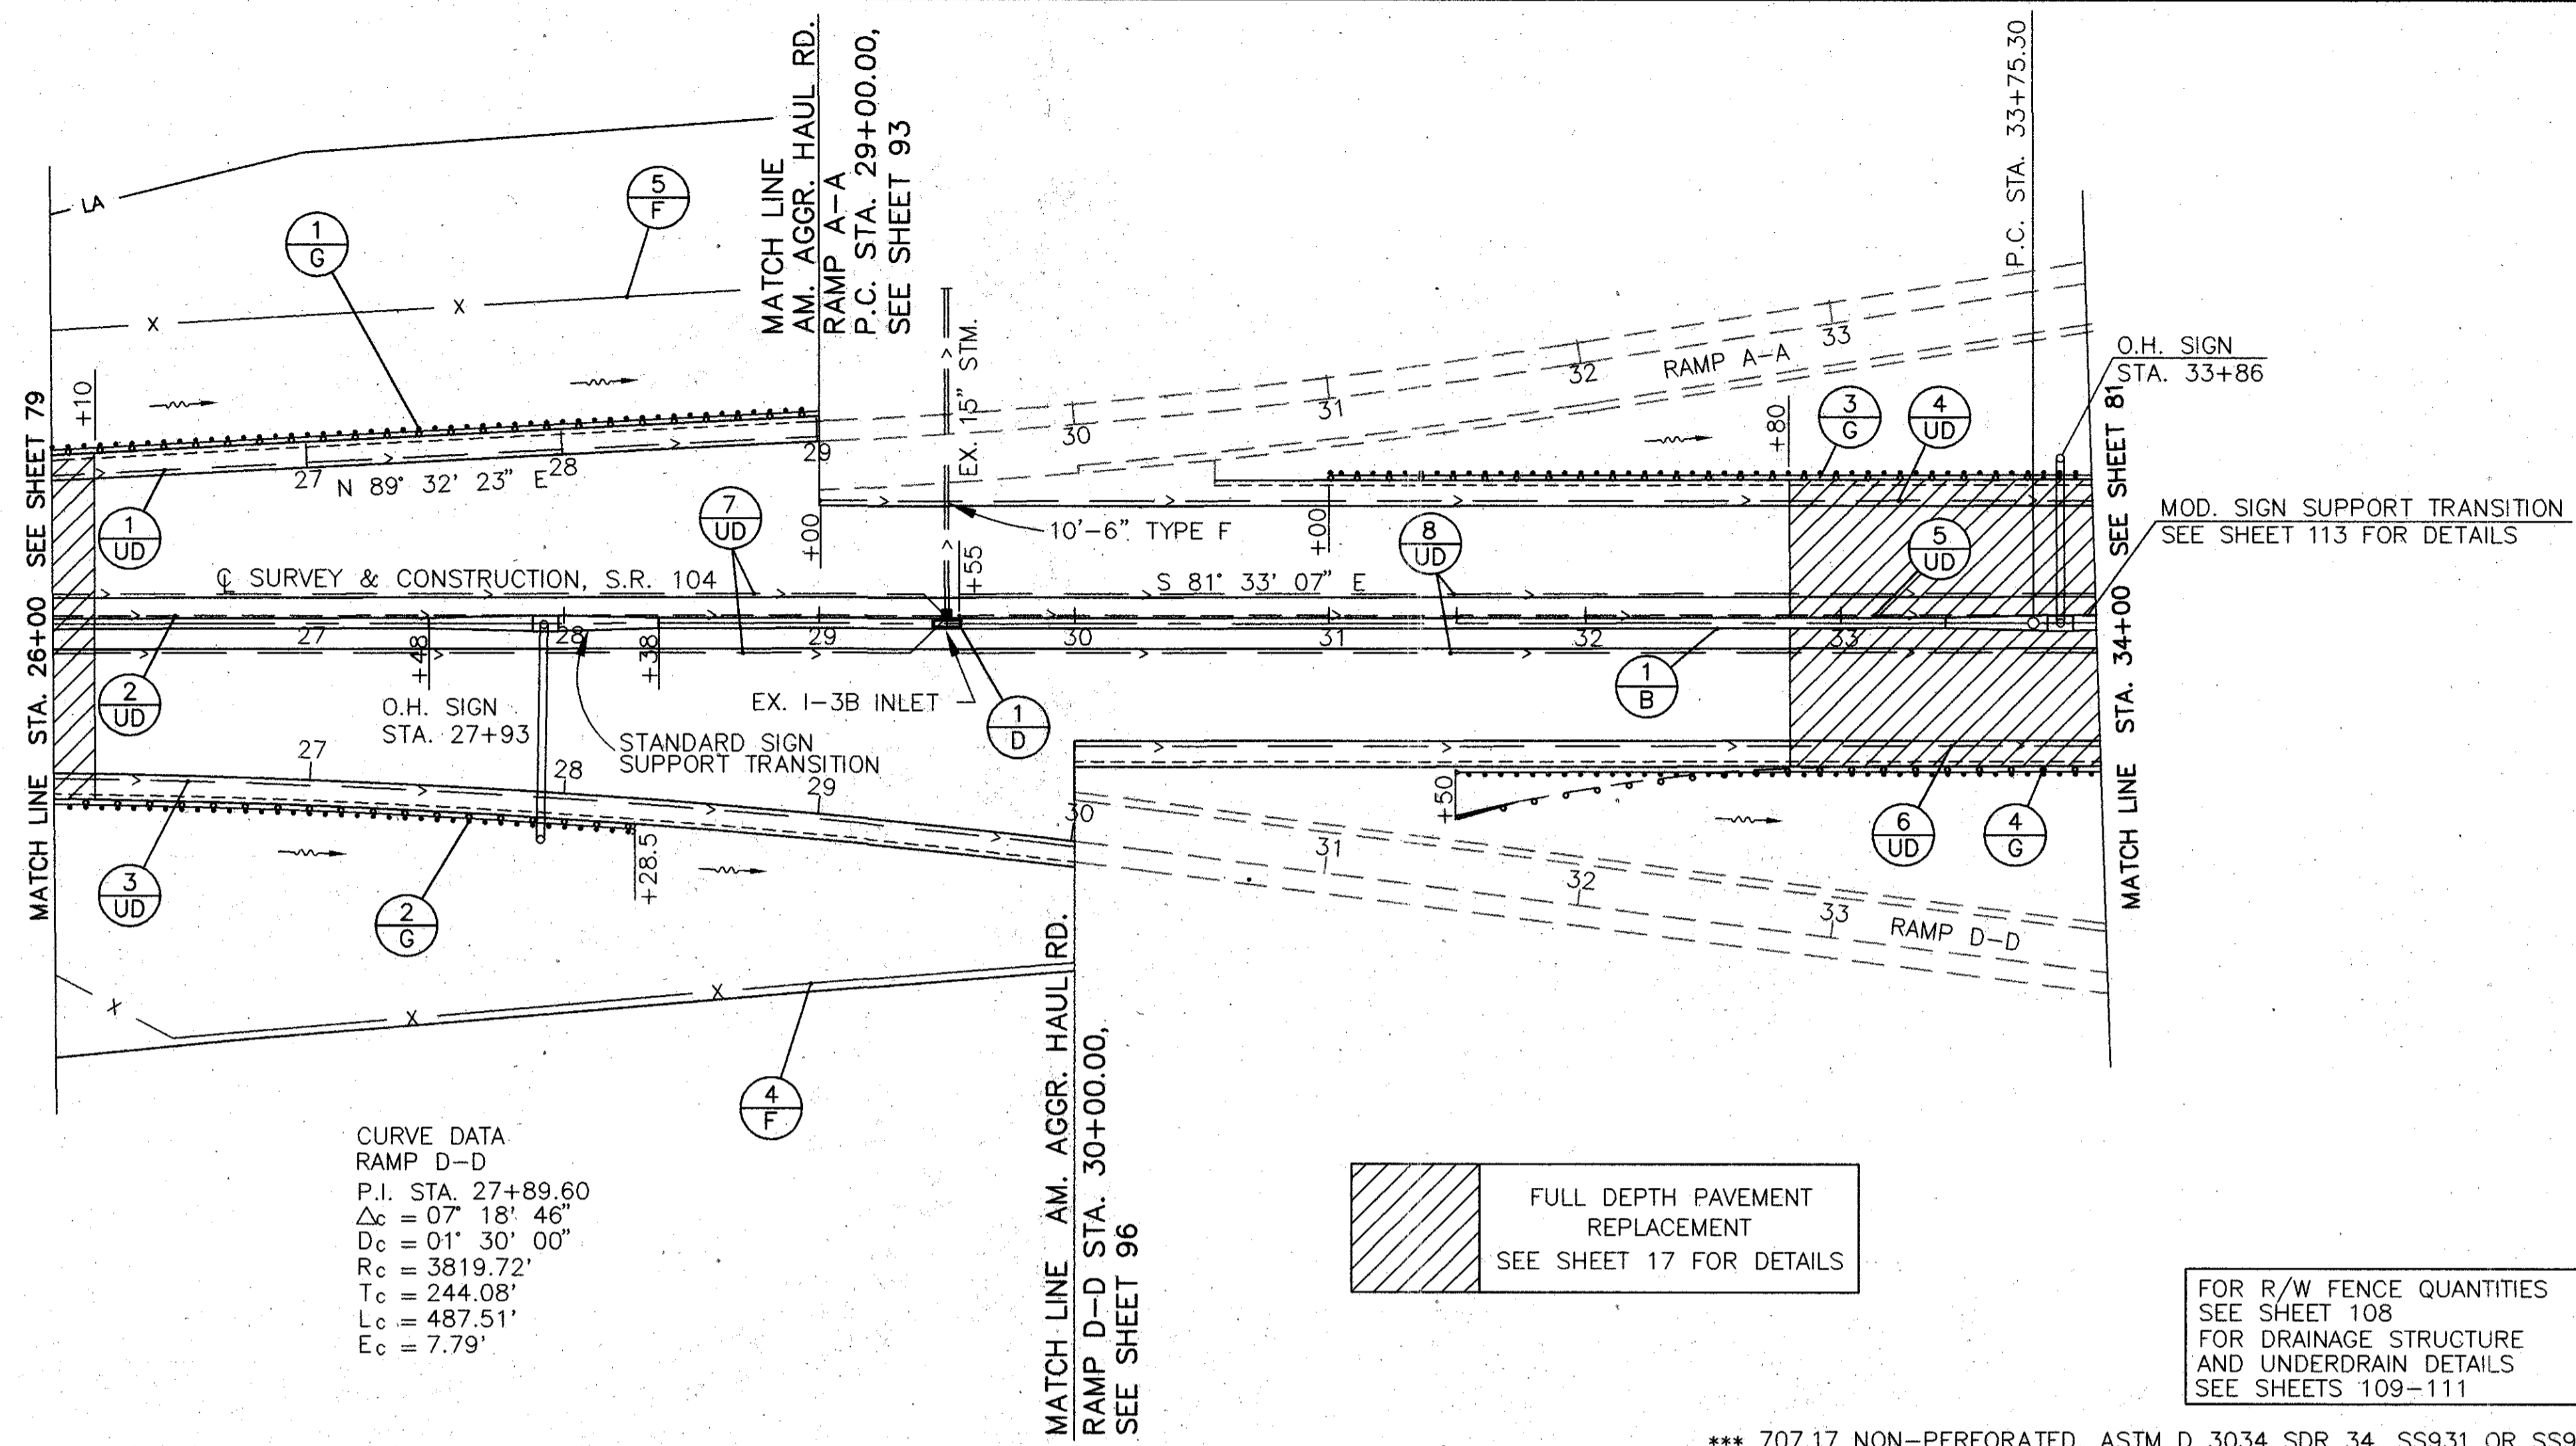 MATCH LINE
AM. AGGR. HAUL RD.
RAMP A-A
P.C. STA. 29+00.00,
SEE SHEET 93
P.C. STA. 33+75.30
LA
1
G
5
F
X
X
+10
MATCH LINE STA. 26+00 SEE SHEET 79
27
28
29
N 89° 32' 23" E
EX. 15" STM.
30
31
32
33
RAMP A-A
O.H. SIGN
STA. 33+86
3
G
4
UD
+80
MATCH LINE STA. 34+00 SEE SHEET 81
MOD. SIGN SUPPORT TRANSITION
SEE SHEET 113 FOR DETAILS
1
UD
7
UD
+00
10'-6" TYPE F
+00
8
UD
5
UD
℄ SURVEY & CONSTRUCTION, S.R. 104
+55
S 81° 33' 07" E
27
28
29
30
31
32
33
+48
+38
2
UD
O.H. SIGN
STA. 27+93
EX. I-3B INLET
1
D
1
B
STANDARD SIGN
SUPPORT TRANSITION
27
28
29
30
+50
31
32
33
RAMP D-D
6
UD
4
G
3
UD
2
G
+28.5
X
X
X
4
F
MATCH LINE AM. AGGR. HAUL RD.
RAMP D-D STA. 30+00.00,
SEE SHEET 96
CURVE DATA
RAMP D-D
P.I. STA. 27+89.60
Δc = 07° 18' 46"
Dc = 01° 30' 00"
Rc = 3819.72'
Tc = 244.08'
Lc = 487.51'
Ec = 7.79'
FULL DEPTH PAVEMENT
REPLACEMENT
SEE SHEET 17 FOR DETAILS
FOR R/W FENCE QUANTITIES
SEE SHEET 108
FOR DRAINAGE STRUCTURE
AND UNDERDRAIN DETAILS
SEE SHEETS 109-111
*** 707.17 NON-PERFORATED, ASTM D 3034 SDR 34, SS931 OR